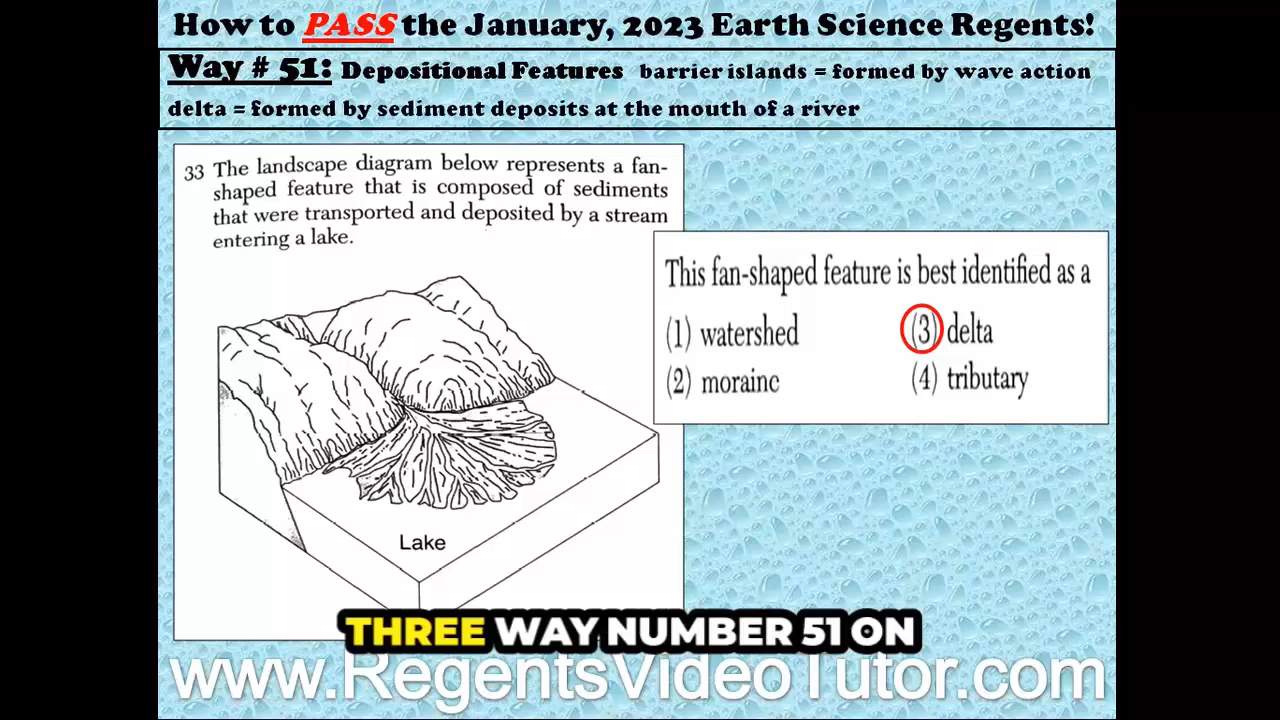 How to PASS the January, 2023 Earth Science Regents!
Way # 51: Depositional Features barrier islands = formed by wave action
delta = formed by sediment deposits at the mouth of a river
33 The landscape diagram below represents a fan-
shaped feature that is composed of sediments
that were transported and deposited by a stream
entering a lake.
This fan-shaped feature is best identified as a
(1) watershed (3) delta
(2) moraine (4) tributary
Lake
THREE WAY NUMBER 51 ON
www.RegentsVideoTutor.com